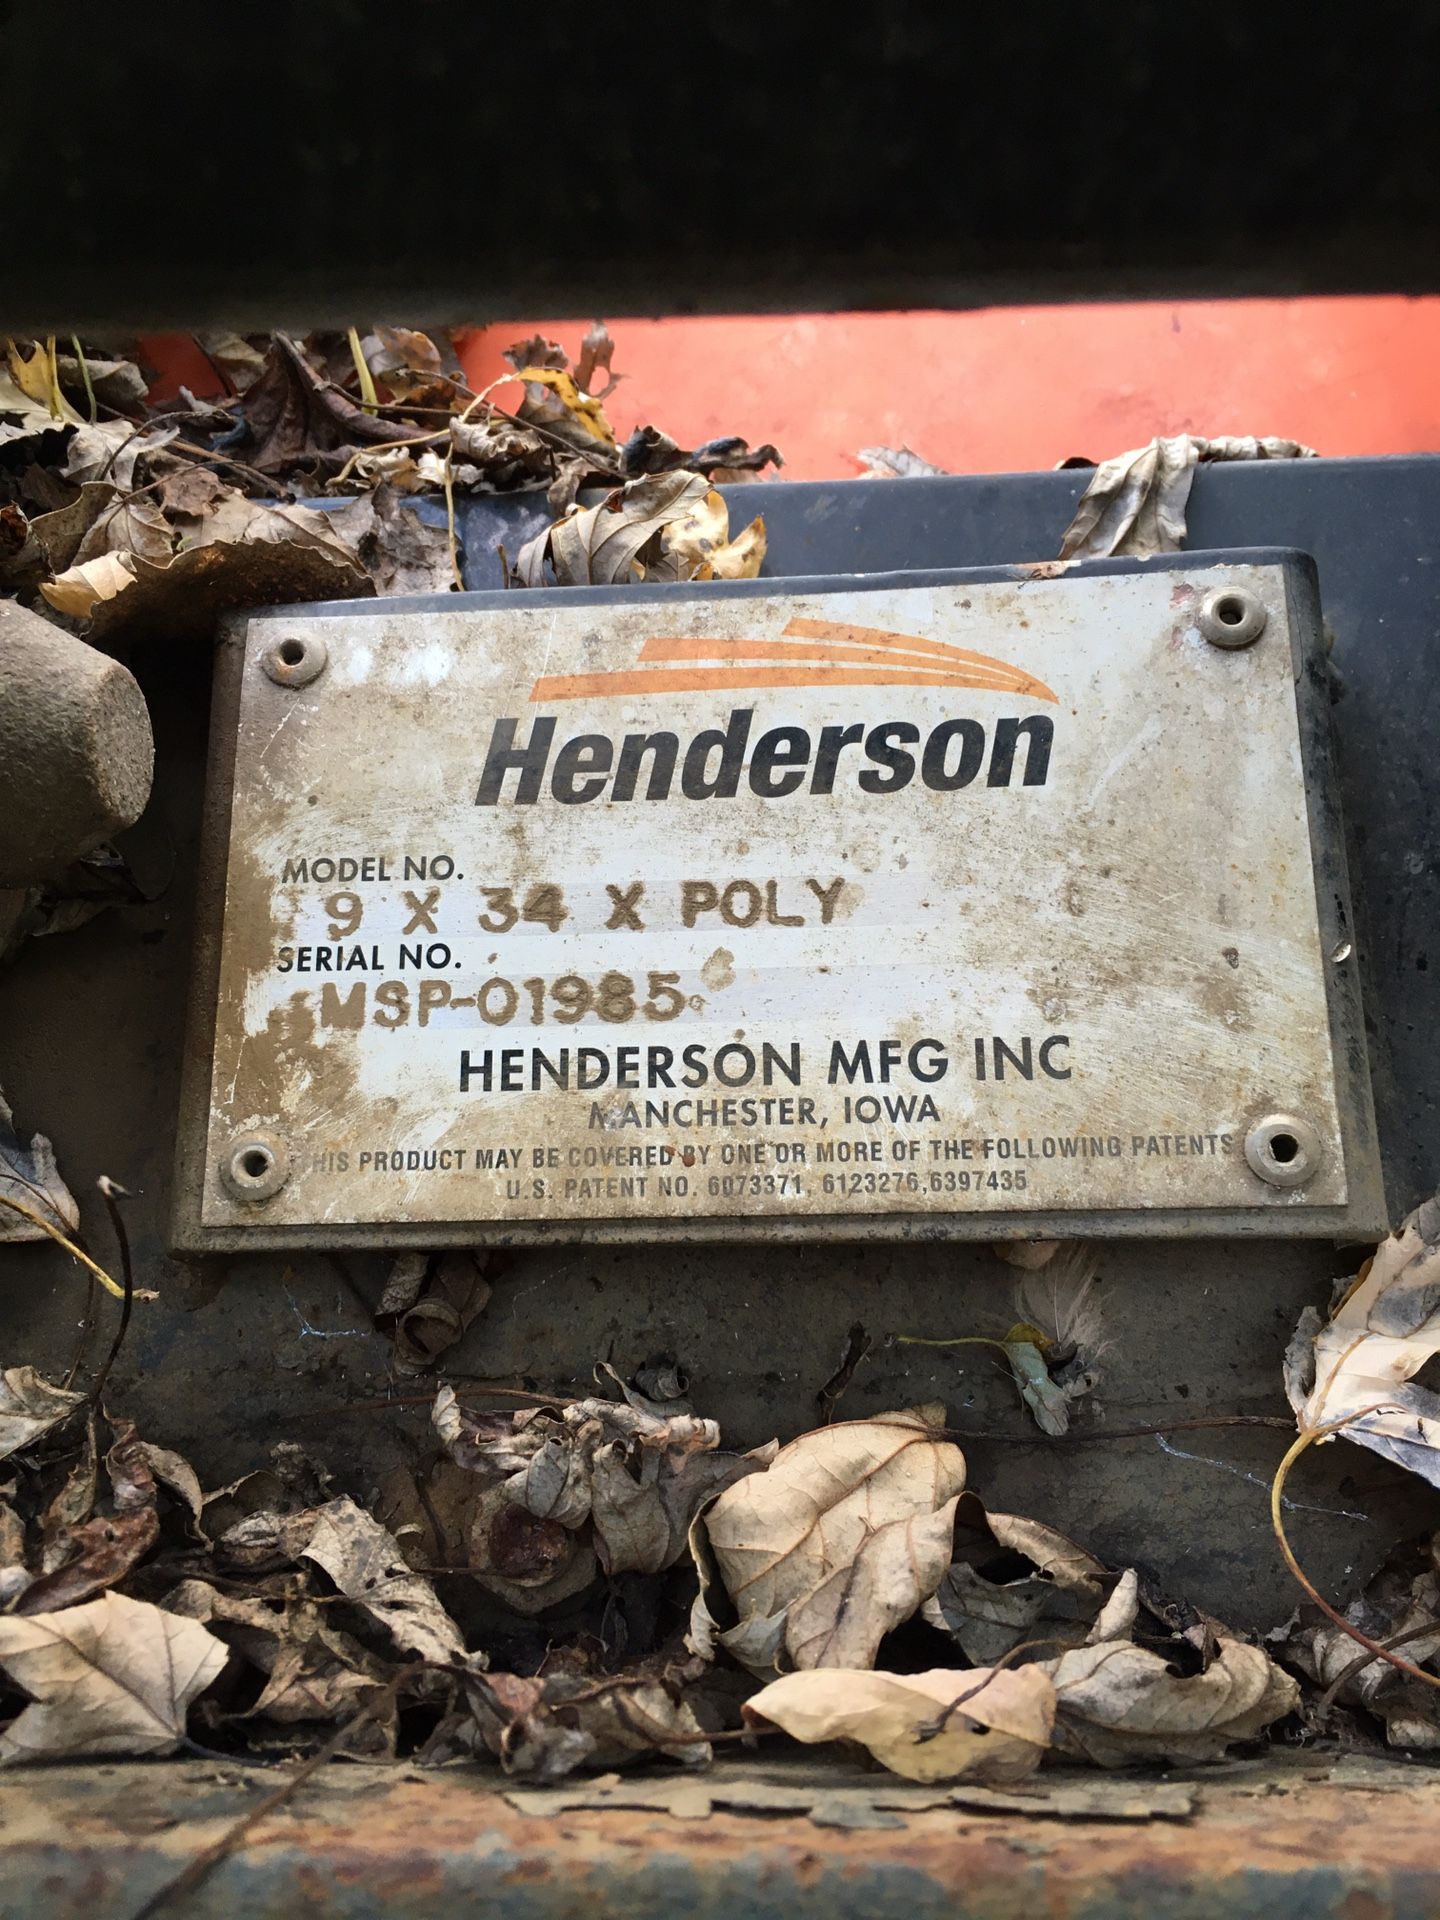 Henderson
MODEL NO.
9 X 34 X POLY
SERIAL NO.
MSP-01985
HENDERSON MFG INC
MANCHESTER, IOWA
THIS PRODUCT MAY BE COVERED BY ONE OR MORE OF THE FOLLOWING PATENTS
U.S. PATENT NO. 6073371, 6123276,6397435